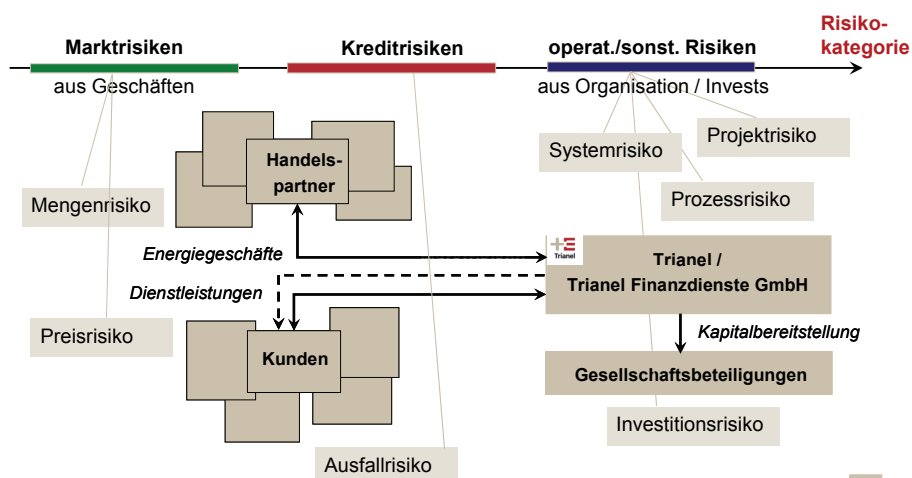 Risiko-
kategorie
Marktrisiken
Kreditrisiken
operat./sonst. Risiken
aus Geschäften
aus Organisation / Invests
Projektrisiko
Systemrisiko
Handels-
partner
Mengenrisiko
Prozessrisiko
Energiegeschäfte
Trianel
Trianel /
Trianel Finanzdienste GmbH
Dienstleistungen
Preisrisiko
Kapitalbereitstellung
Kunden
Gesellschaftsbeteiligungen
Investitionsrisiko
Ausfallrisiko